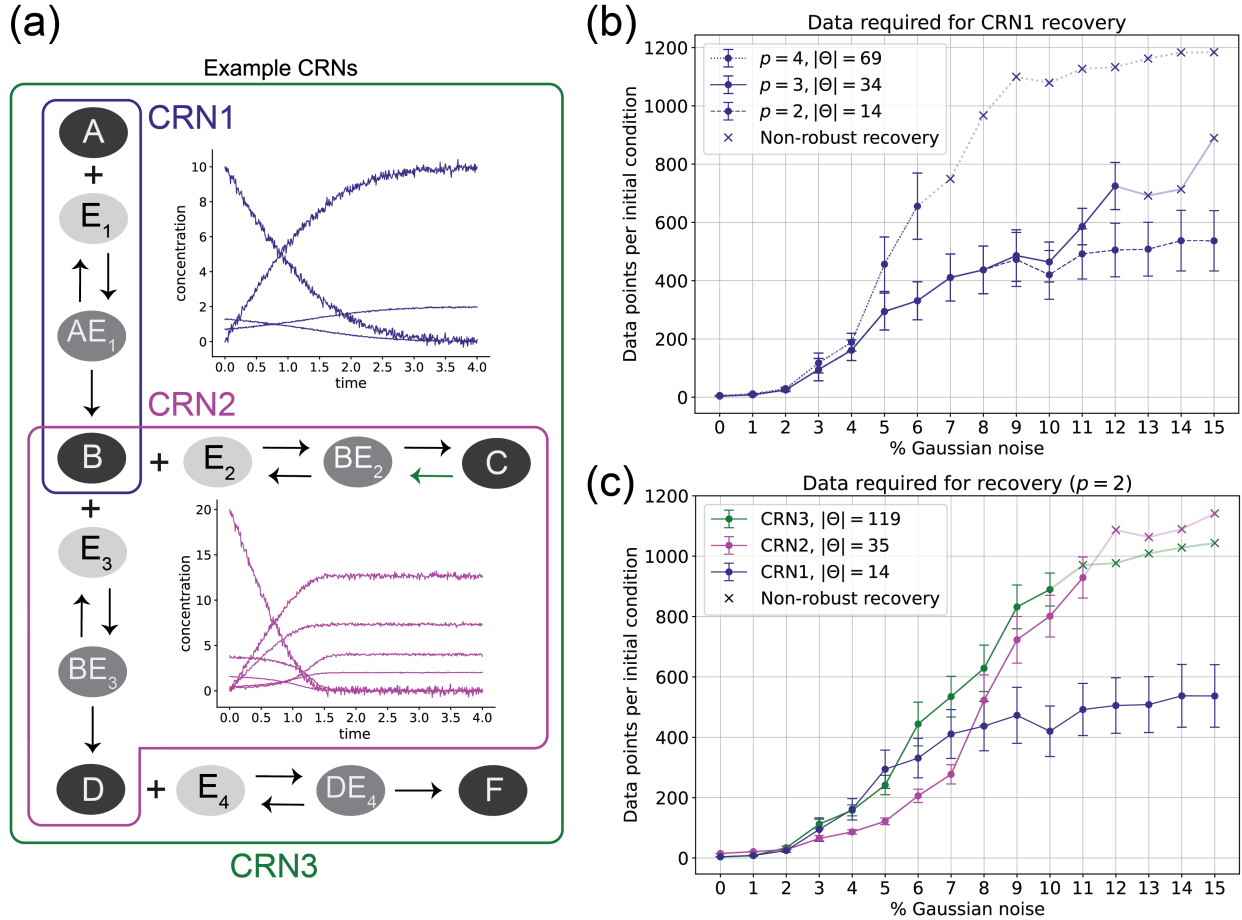 (a)
Example CRNs
CRN1
A
+
E1
AE1
concentration
10
8
6
4
2
0
0.0 0.5 1.0 1.5 2.0 2.5 3.0 3.5 4.0
time
CRN2
B + E2 BE2 C
+
E3
BE3
concentration
20
15
10
5
0
0.0 0.5 1.0 1.5 2.0 2.5 3.0 3.5 4.0
time
D + E4 DE4 F
CRN3
(b)
Data required for CRN1 recovery
Data points per initial condition
1200
1000
800
600
400
200
0
p = 4, |Θ| = 69
p = 3, |Θ| = 34
p = 2, |Θ| = 14
Non-robust recovery
0 1 2 3 4 5 6 7 8 9 10 11 12 13 14 15
% Gaussian noise
(c)
Data required for recovery (p = 2)
Data points per initial condition
1200
1000
800
600
400
200
0
CRN3, |Θ| = 119
CRN2, |Θ| = 35
CRN1, |Θ| = 14
Non-robust recovery
0 1 2 3 4 5 6 7 8 9 10 11 12 13 14 15
% Gaussian noise